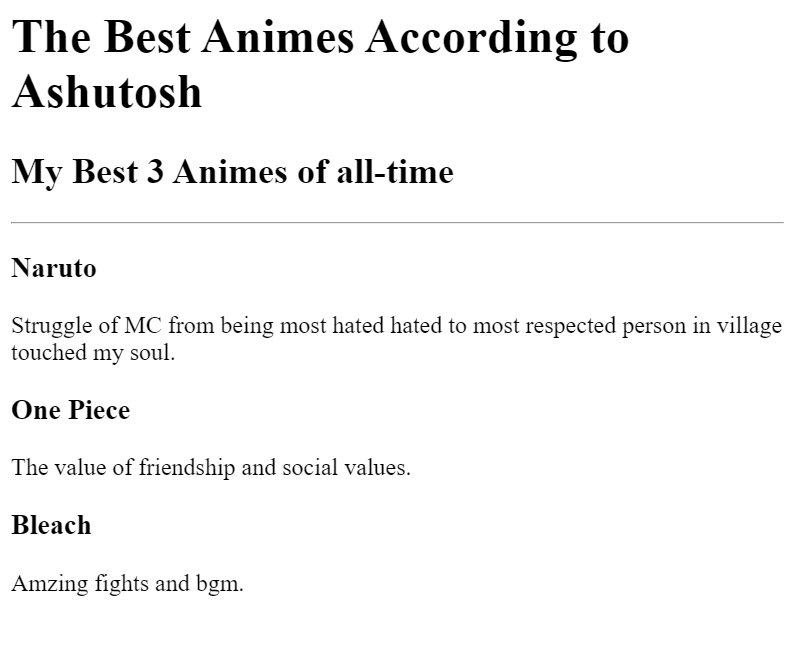 The Best Animes According to
Ashutosh
My Best 3 Animes of all-time
Naruto
Struggle of MC from being most hated hated to most respected person in village
touched my soul.
One Piece
The value of friendship and social values.
Bleach
Amzing fights and bgm.